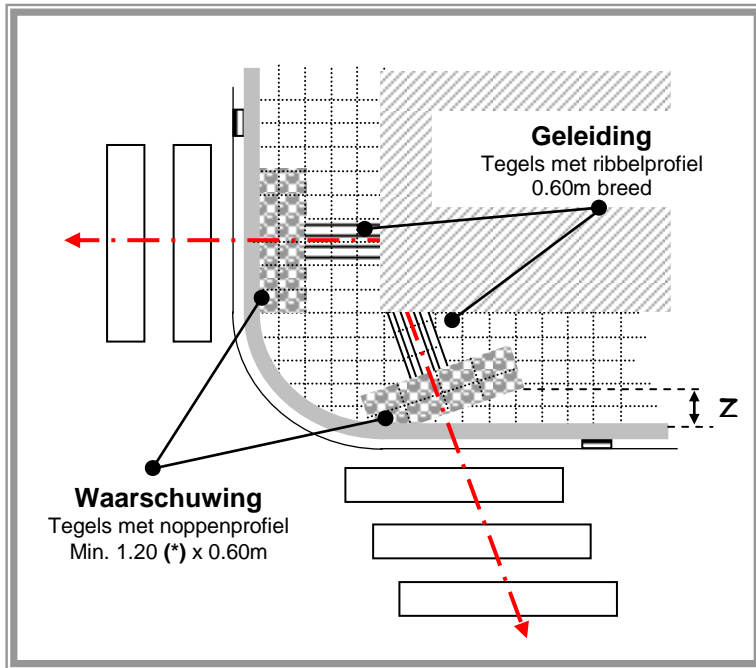 Geleiding
Tegels met ribbelprofiel
0.60m breed
Z
Waarschuwing
Tegels met noppenprofiel
Min. 1.20 (*) x 0.60m